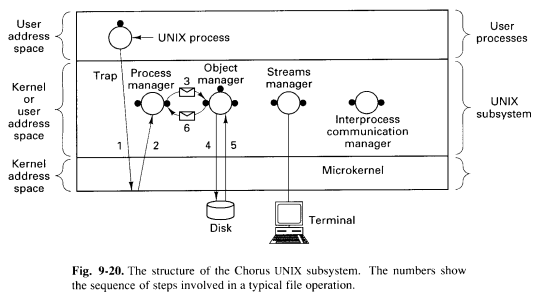 User
address
space
UNIX process
User
processes
Trap
Process
manager
3
Object
manager
Streams
manager
Kernel
or
user
address
space
6
Interprocess
communication
manager
UNIX
subsystem
1
2
4
5
Kernel
address
space
Microkernel
Disk
Terminal
Fig. 9-20. The structure of the Chorus UNIX subsystem. The numbers show
the sequence of steps involved in a typical file operation.